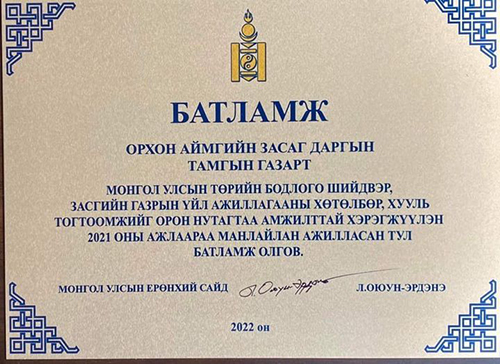 БАТЛАМЖ
ОРХОН АЙМГИЙН ЗАСАГ ДАРГЫН
ТАМГЫН ГАЗАРТ
МОНГОЛ УЛСЫН ТӨРИЙН БОДЛОГО ШИЙДВЭР,
ЗАСГИЙН ГАЗРЫН ҮЙЛ АЖИЛЛАГААНЫ ХӨТӨЛБӨР, ХУУЛЬ
ТОГТООМЖИЙГ ОРОН НУТАГТАА АМЖИЛТТАЙ ХЭРЭГЖҮҮЛЭН
2021 ОНЫ АЖЛААРАА МАНЛАЙЛАН АЖИЛЛАСАН ТУЛ
БАТЛАМЖ ОЛГОВ.
МОНГОЛ УЛСЫН ЕРӨНХИЙ САЙД Л.Оюун-Эрдэнэ Л.ОЮУН-ЭРДЭНЭ
2022 он